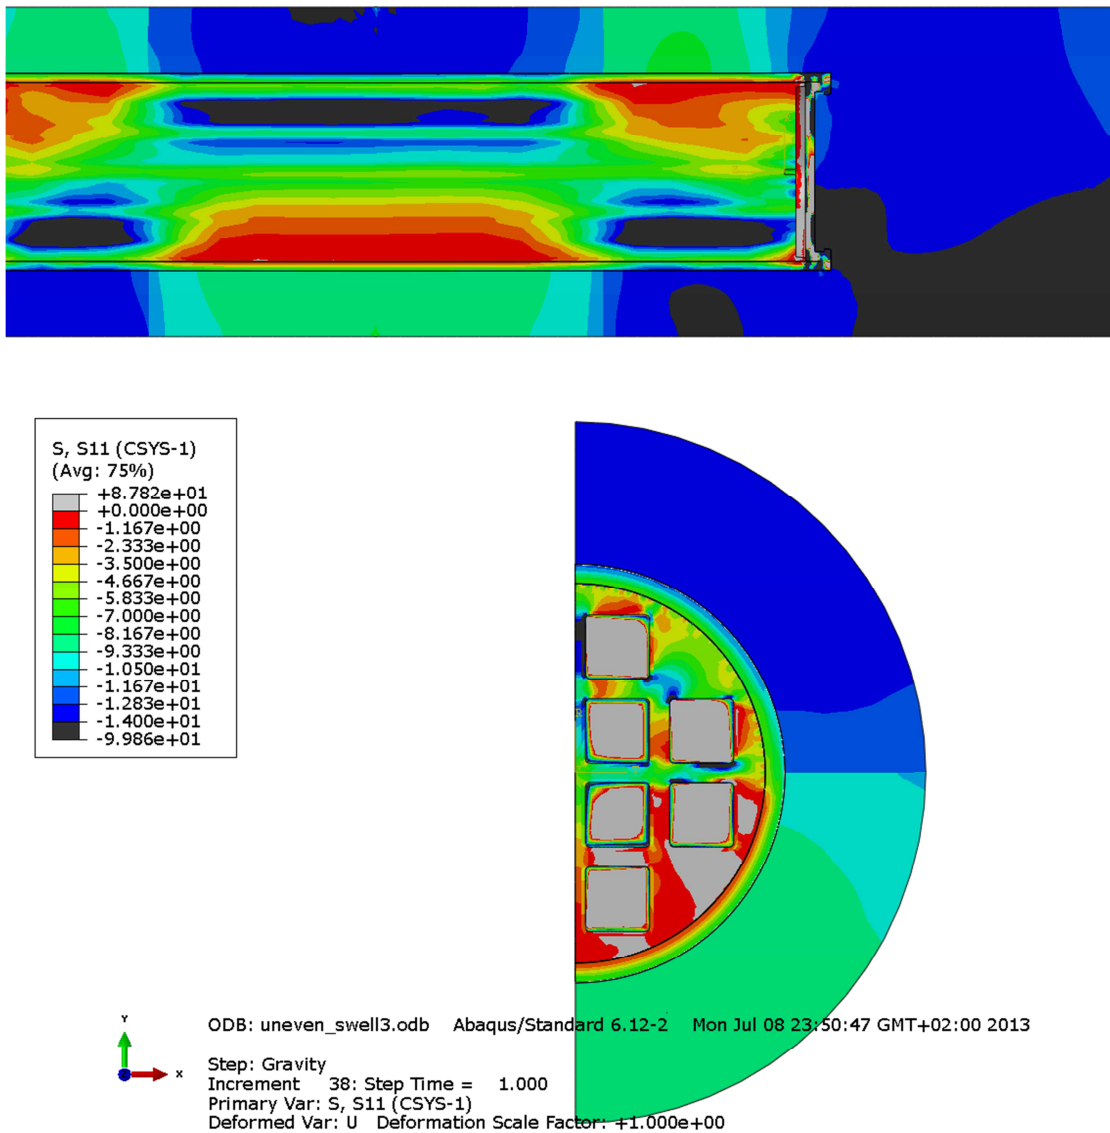 S, S11 (CSYS-1)
(Avg: 75%)
+8.782e+01
+0.000e+00
-1.167e+00
-2.333e+00
-3.500e+00
-4.667e+00
-5.833e+00
-7.000e+00
-8.167e+00
-9.333e+00
-1.050e+01
-1.167e+01
-1.283e+01
-1.400e+01
-9.986e+01
Y
X
ODB: uneven_swell3.odb Abaqus/Standard 6.12-2 Mon Jul 08 23:50:47 GMT+02:00 2013
Step: Gravity
Increment 38: Step Time = 1.000
Primary Var: S, S11 (CSYS-1)
Deformed Var: U Deformation Scale Factor: +1.000e+00